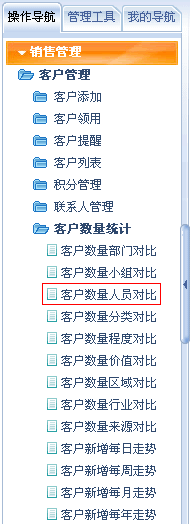 操作导航 管理工具 我的导航
销售管理
客户管理
客户添加
客户领用
客户提醒
客户列表
积分管理
联系人管理
客户数量统计
客户数量部门对比
客户数量小组对比
客户数量人员对比
客户数量分类对比
客户数量程度对比
客户数量价值对比
客户数量区域对比
客户数量行业对比
客户数量来源对比
客户新增每日走势
客户新增每周走势
客户新增每月走势
客户新增每年走势